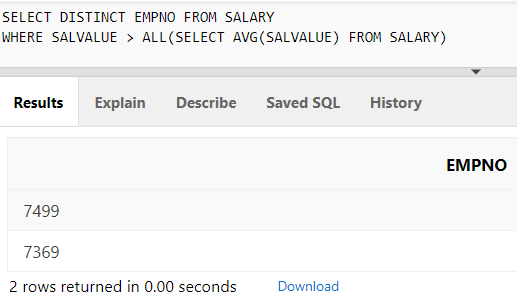 SELECT DISTINCT EMPNO FROM SALARY
WHERE SALVALUE > ALL(SELECT AVG(SALVALUE) FROM SALARY)
Results Explain Describe Saved SQL History
EMPNO
7499
7369
2 rows returned in 0.00 seconds Download